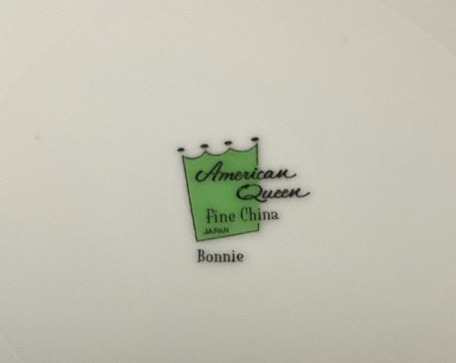 American
Queen
Fine China
JAPAN
Bonnie